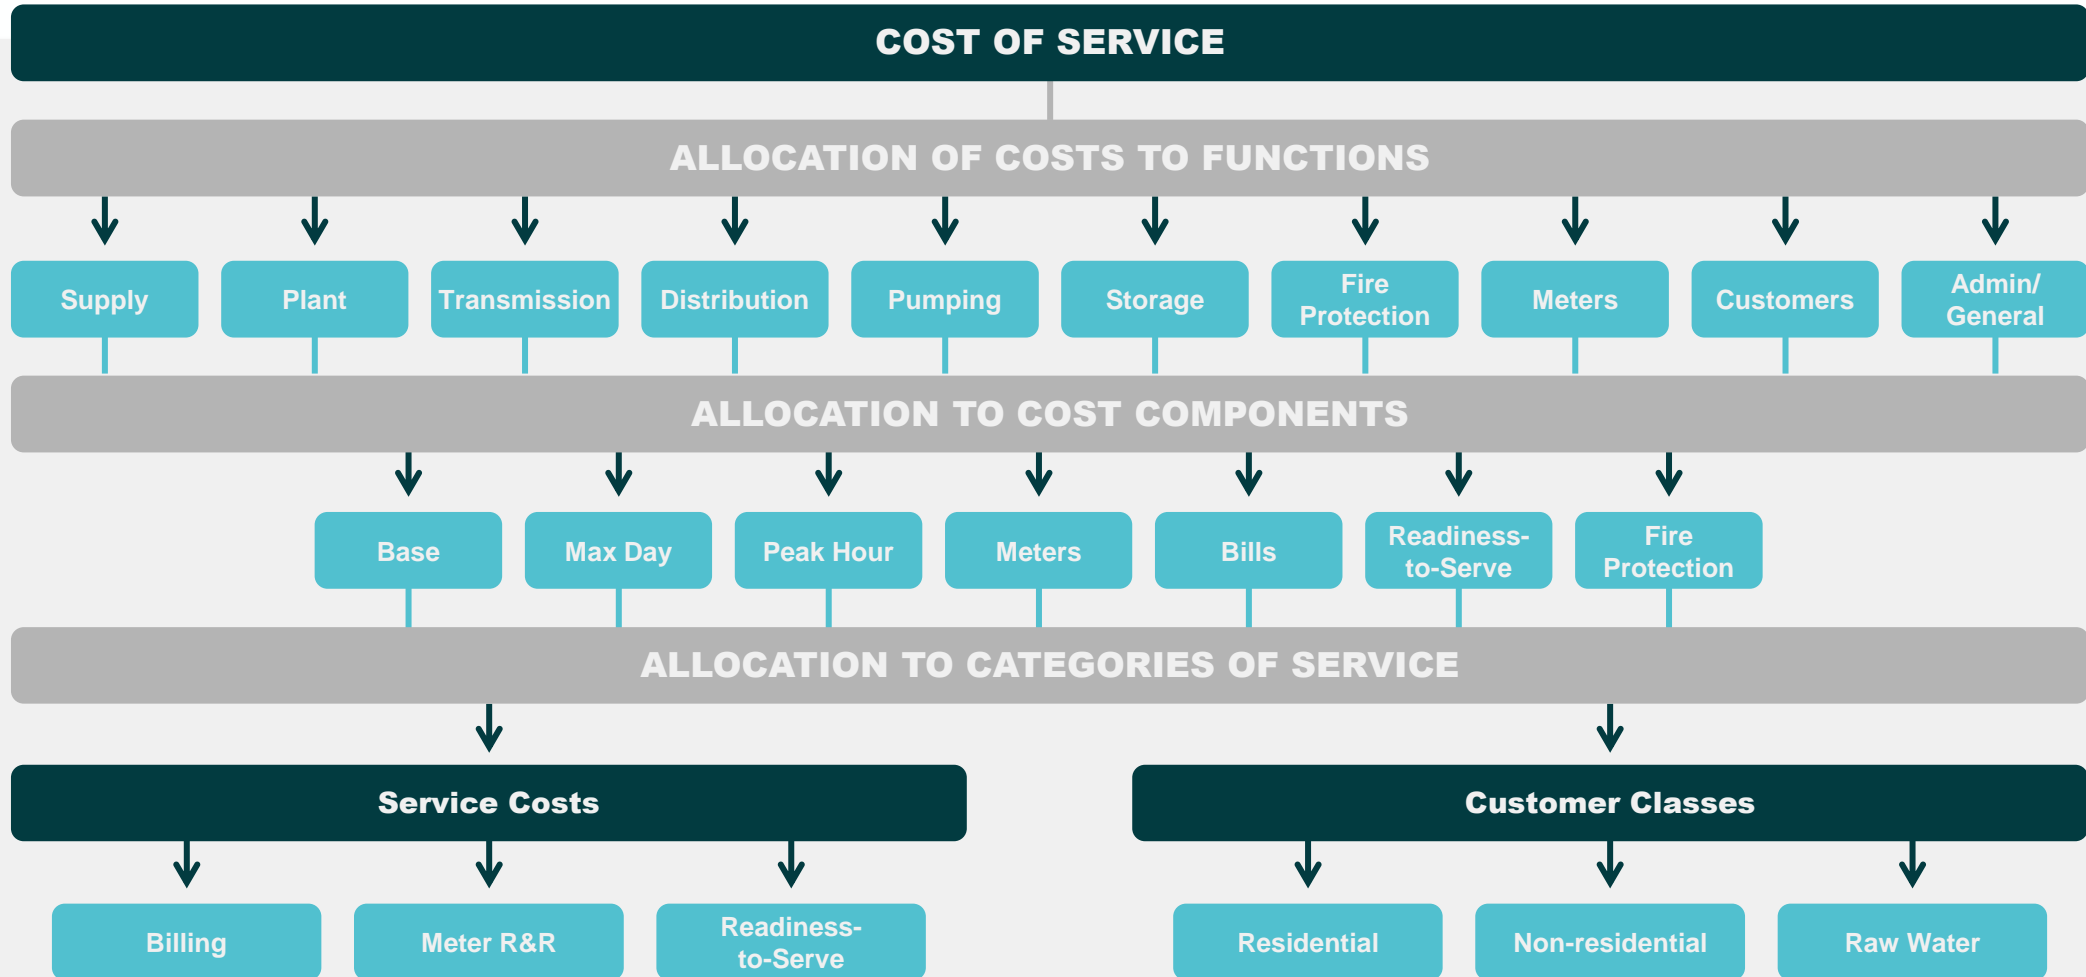 COST OF SERVICE
ALLOCATION OF COSTS TO FUNCTIONS
Supply
Plant
Transmission
Distribution
Pumping
Storage
Fire
Protection
Meters
Customers
Admin/
General
ALLOCATION TO COST COMPONENTS
Base
Max Day
Peak Hour
Meters
Bills
Readiness-
to-Serve
Fire
Protection
ALLOCATION TO CATEGORIES OF SERVICE
Service Costs
Customer Classes
Billing
Meter R&R
Readiness-
to-Serve
Residential
Non-residential
Raw Water